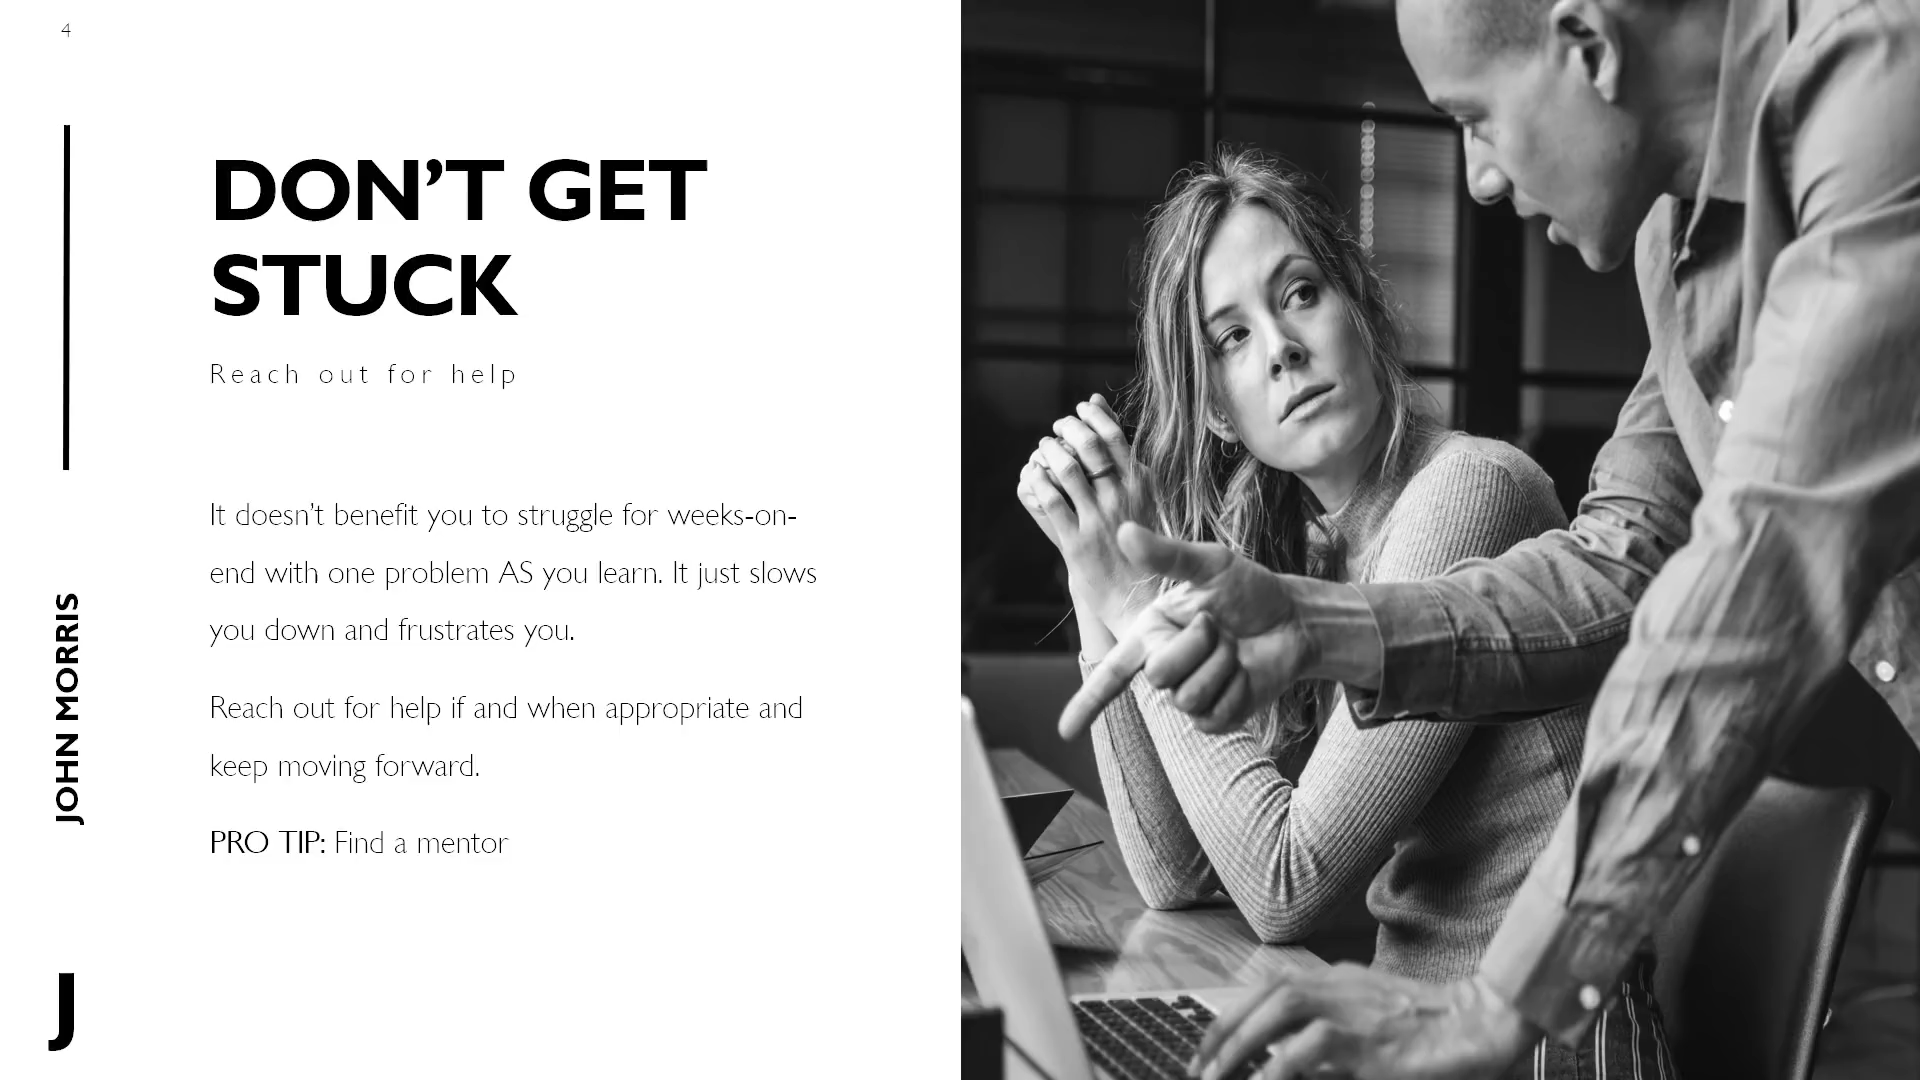 4
DON’T GET
STUCK
Reach out for help
It doesn’t benefit you to struggle for weeks-on-
end with one problem AS you learn. It just slows
you down and frustrates you.
Reach out for help if and when appropriate and
keep moving forward.
PRO TIP: Find a mentor
JOHN MORRIS
J